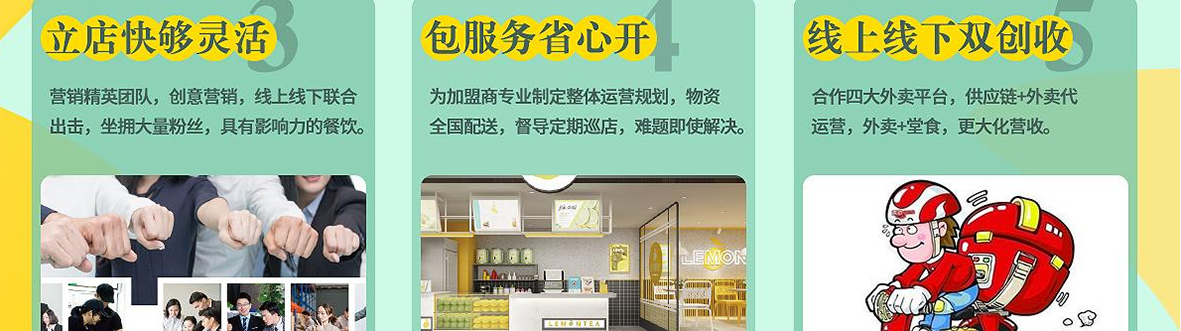 3
立店快够灵活
营销精英团队，创意营销，线上线下联合
出击，坐拥大量粉丝，具有影响力的餐饮。
4
包服务省心开
为加盟商专业制定整体运营规划，物资
全国配送，督导定期巡店，难题即使解决。
LEMON
LEMONTEA
5
线上线下双创收
合作四大外卖平台，供应链+外卖代
运营，外卖+堂食，更大化营收。